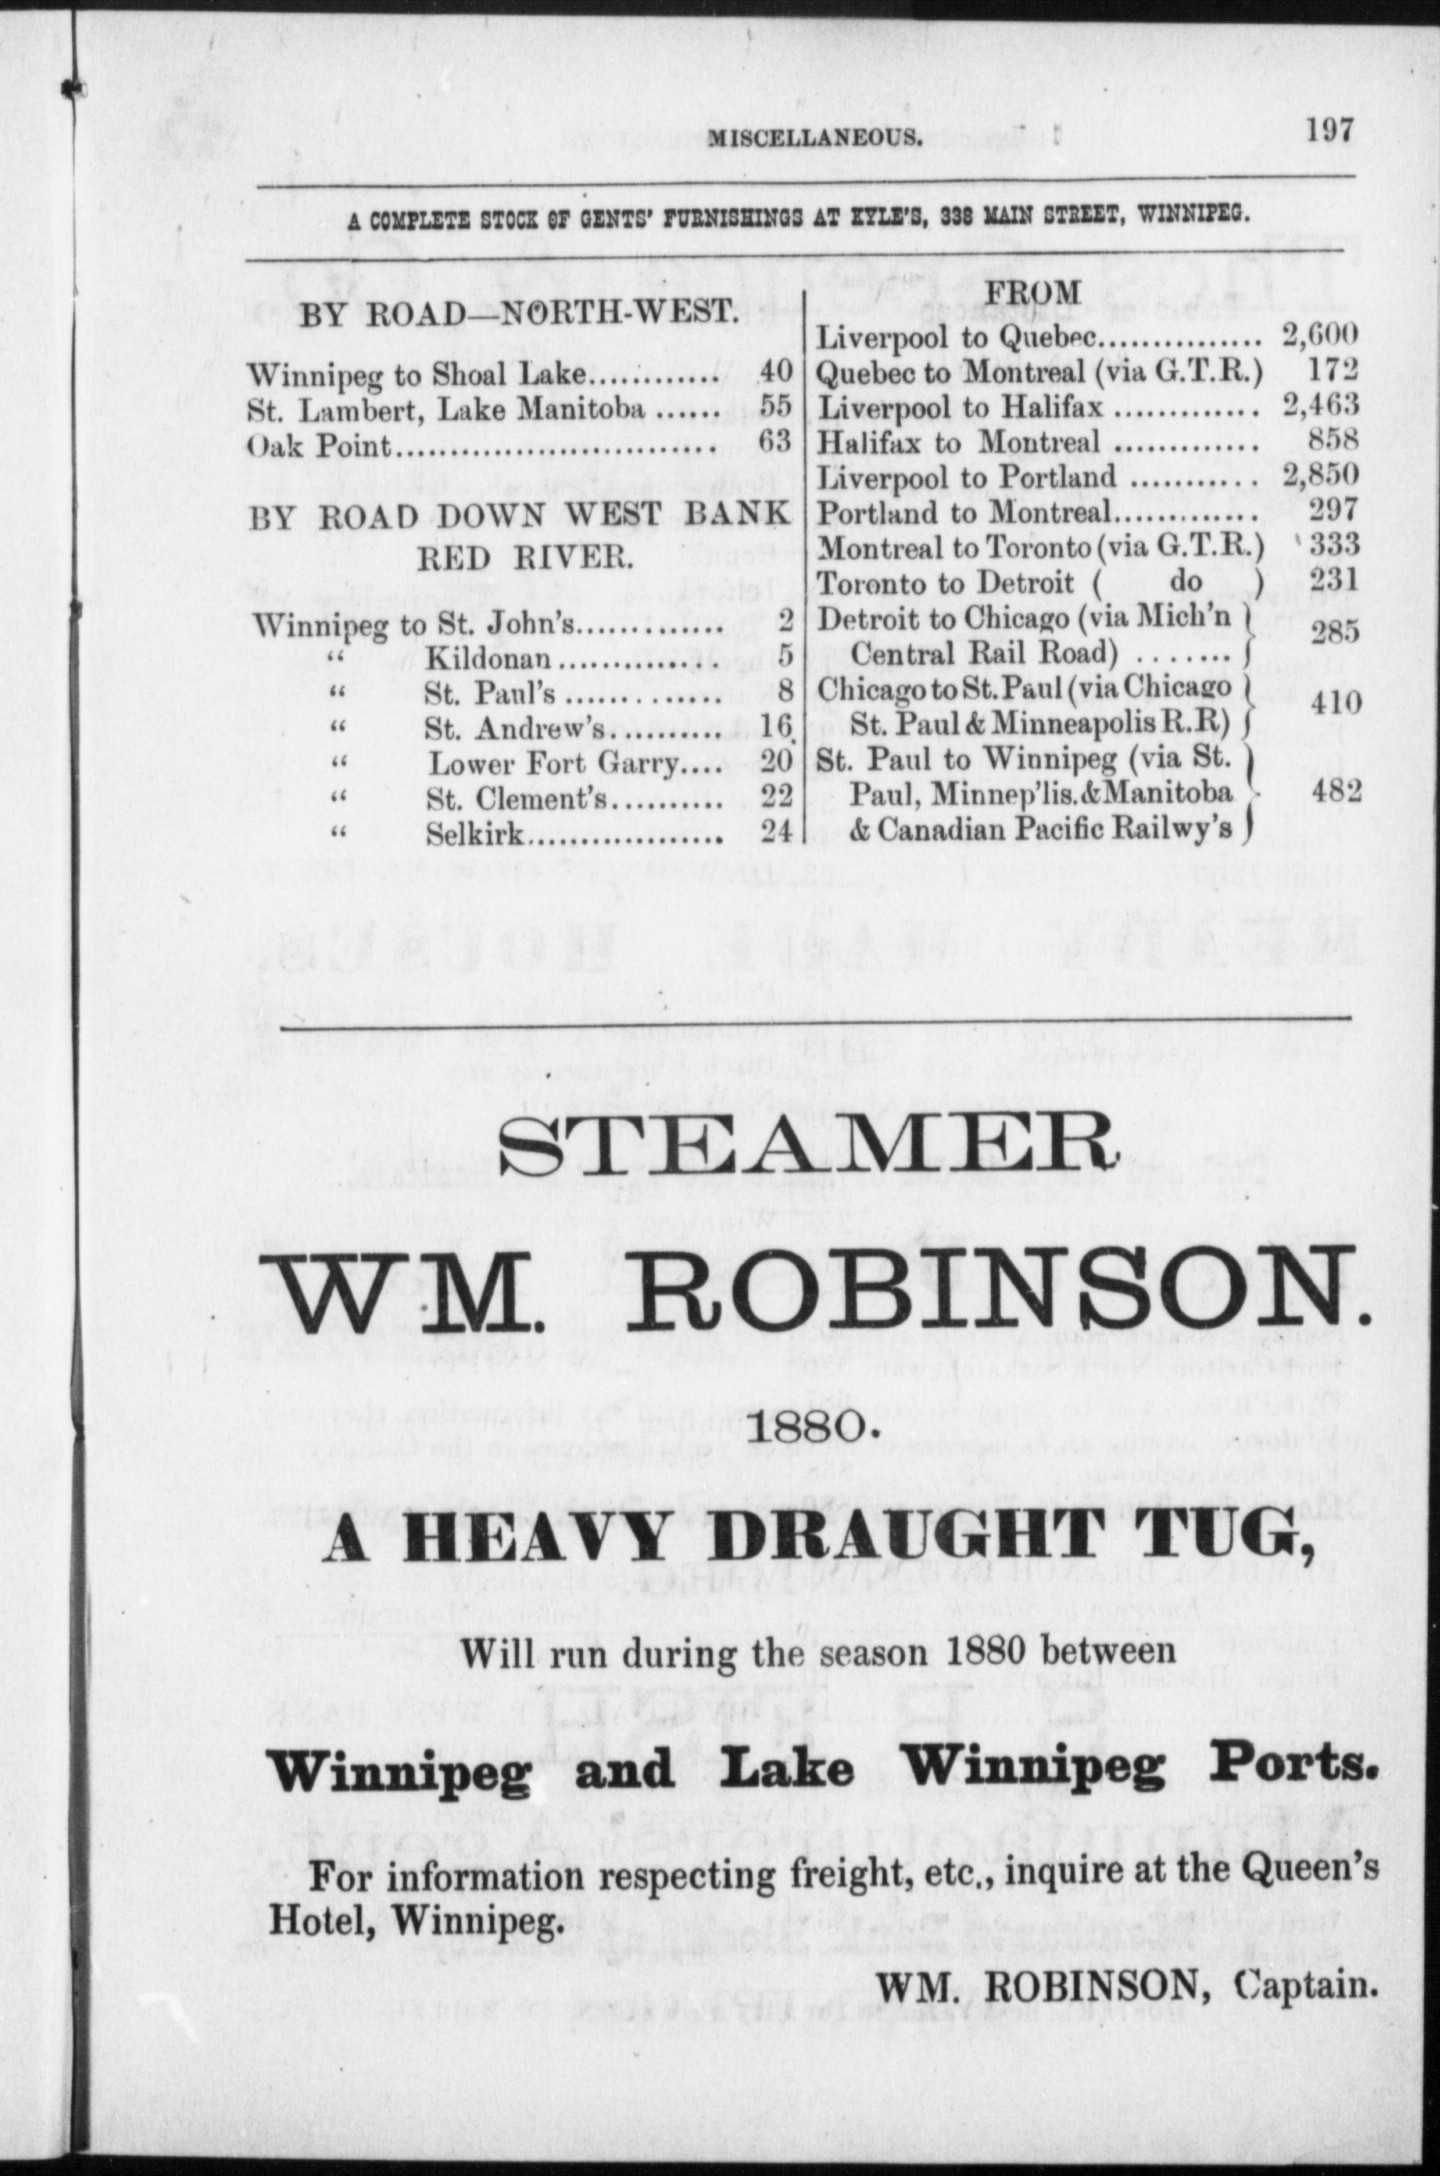 MISCELLANEOUS.
197
A COMPLETE STOCK OF GENTS' FURNISHINGS AT KYLE'S, 338 MAIN STREET, WINNIPEG.
BY ROAD—NORTH-WEST.
Winnipeg to Shoal Lake............ 40
St. Lambert, Lake Manitoba ...... 55
Oak Point.............................. 63
BY ROAD DOWN WEST BANK
RED RIVER.
Winnipeg to St. John's............. 2
“ Kildonan.............. 5
“ St. Paul's .............. 8
“ St. Andrew's.......... 16
“ Lower Fort Garry.... 20
“ St. Clement's.......... 22
“ Selkirk.................. 24
FROM
Liverpool to Quebec............... 2,600
Quebec to Montreal (via G.T.R.) 172
Liverpool to Halifax ............. 2,463
Halifax to Montreal ............. 858
Liverpool to Portland ........... 2,850
Portland to Montreal............. 297
Montreal to Toronto (via G.T.R.) 333
Toronto to Detroit ( do ) 231
Detroit to Chicago (via Mich'n
Central Rail Road) ....... } 285
Chicago to St. Paul (via Chicago
St. Paul & Minneapolis R.R) } 410
St. Paul to Winnipeg (via St.
Paul, Minnep'lis. & Manitoba } 482
& Canadian Pacific Railwy's
STEAMER
WM. ROBINSON.
1880.
A HEAVY DRAUGHT TUG,
Will run during the season 1880 between
Winnipeg and Lake Winnipeg Ports.
For information respecting freight, etc., inquire at the Queen's
Hotel, Winnipeg.
WM. ROBINSON, Captain.